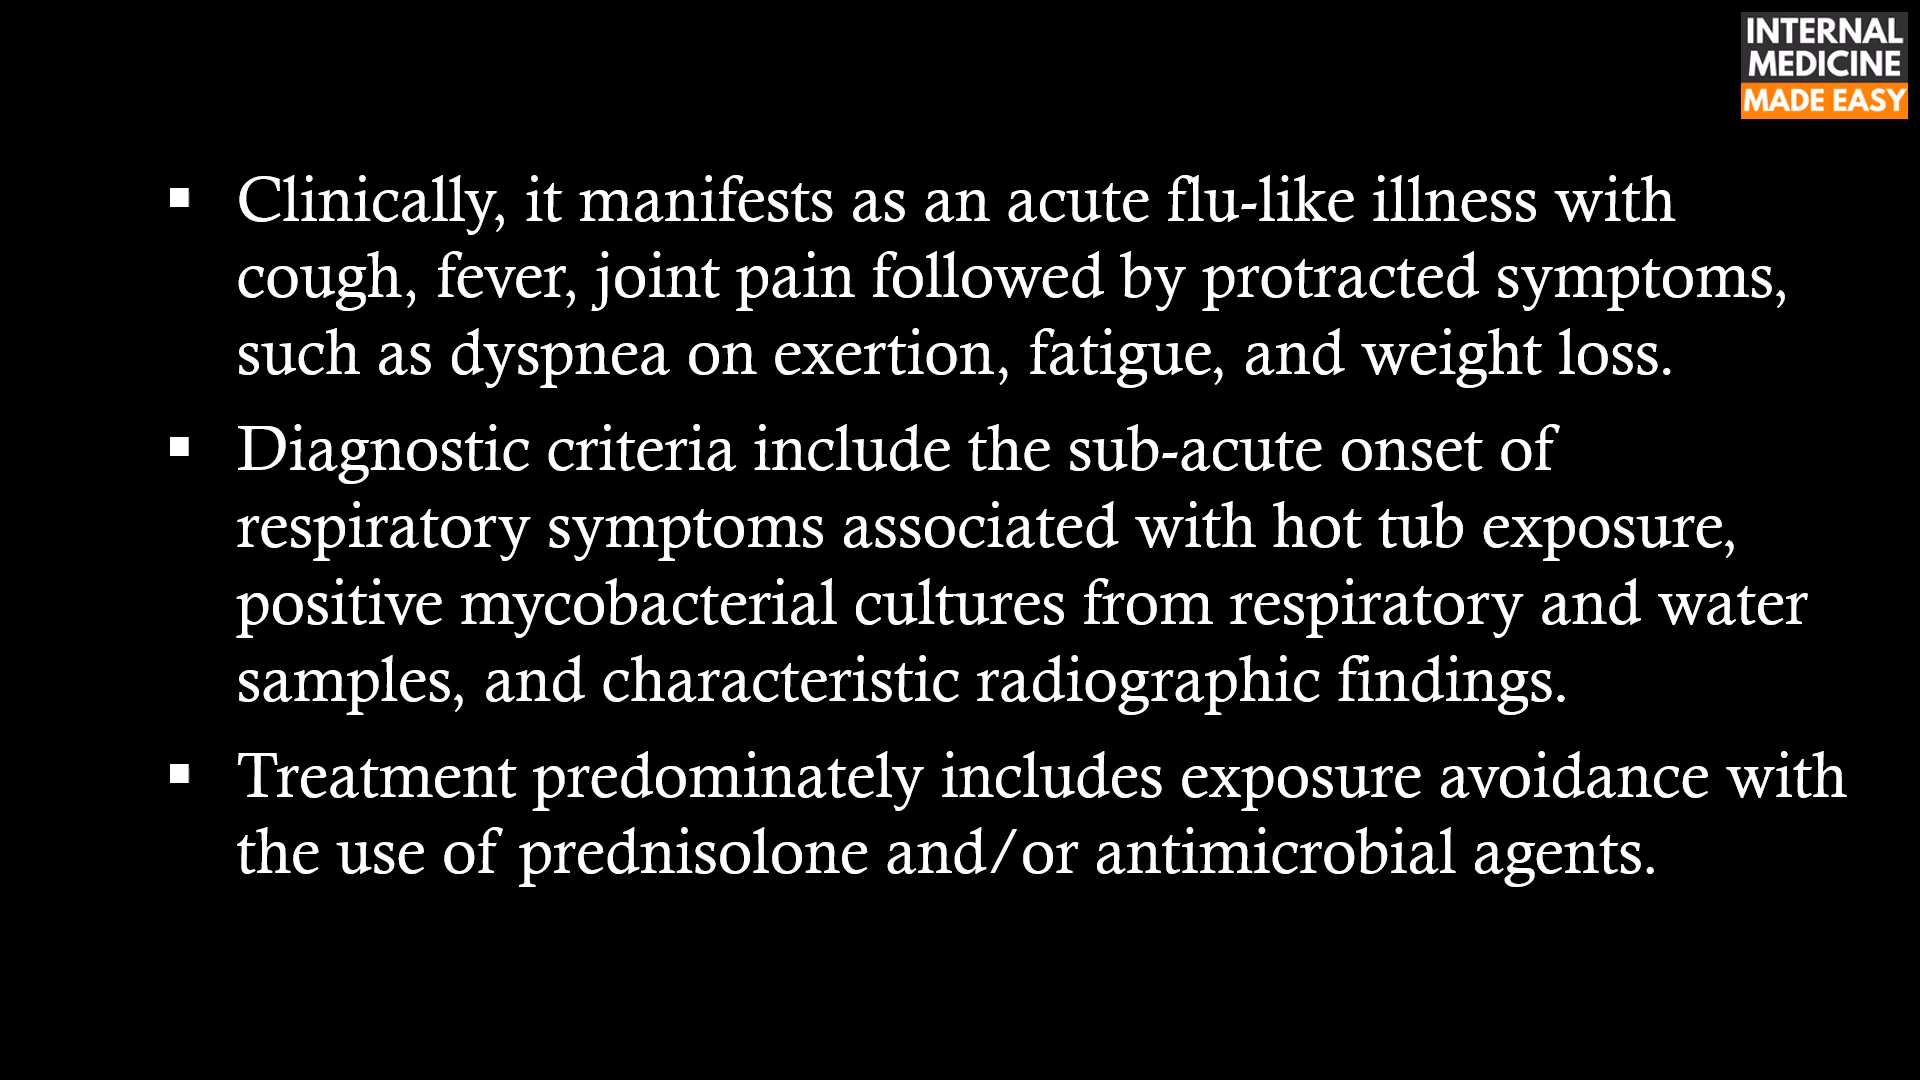 INTERNAL
MEDICINE
MADE EASY
▪ Clinically, it manifests as an acute flu-like illness with
cough, fever, joint pain followed by protracted symptoms,
such as dyspnea on exertion, fatigue, and weight loss.
▪ Diagnostic criteria include the sub-acute onset of
respiratory symptoms associated with hot tub exposure,
positive mycobacterial cultures from respiratory and water
samples, and characteristic radiographic findings.
▪ Treatment predominately includes exposure avoidance with
the use of prednisolone and/or antimicrobial agents.